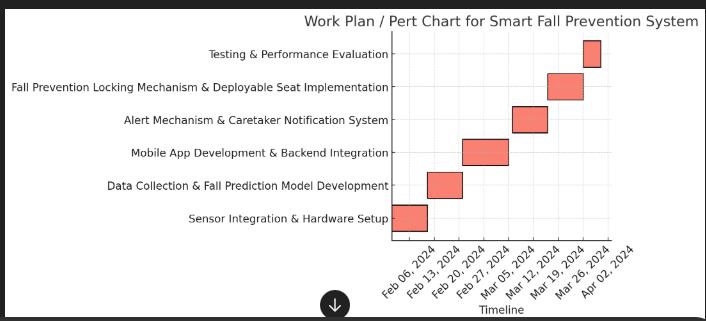 Work Plan / Pert Chart for Smart Fall Prevention System
Testing & Performance Evaluation
Fall Prevention Locking Mechanism & Deployable Seat Implementation
Alert Mechanism & Caretaker Notification System
Mobile App Development & Backend Integration
Data Collection & Fall Prediction Model Development
Sensor Integration & Hardware Setup
Feb 06, 2024
Feb 13, 2024
Feb 20, 2024
Feb 27, 2024
Mar 05, 2024
Mar 12, 2024
Mar 19, 2024
Mar 26, 2024
Apr 02, 2024
Timeline